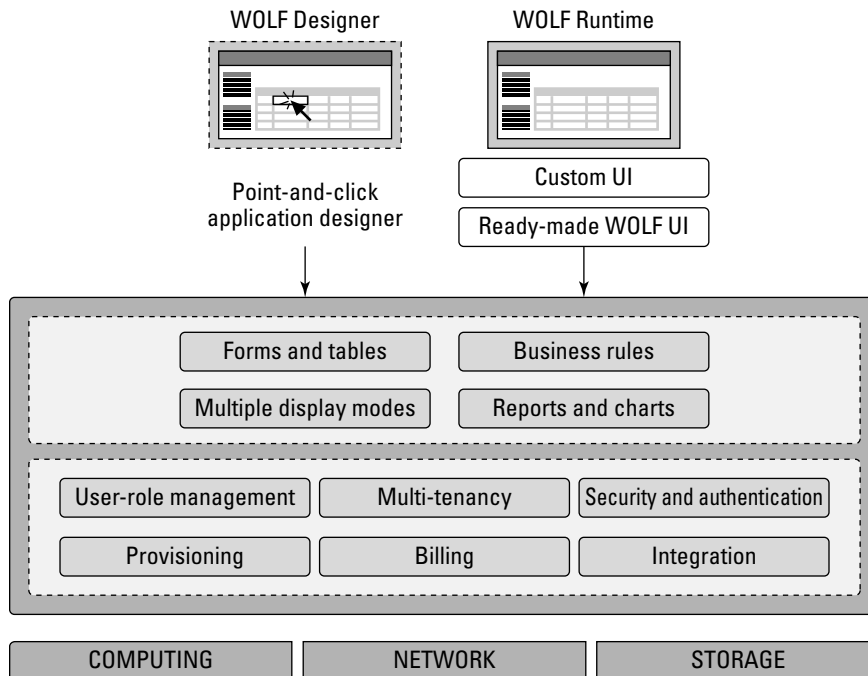 WOLF Designer
WOLF Runtime
Point-and-click
application designer
Custom UI
Ready-made WOLF UI
Forms and tables
Business rules
Multiple display modes
Reports and charts
User-role management
Multi-tenancy
Security and authentication
Provisioning
Billing
Integration
COMPUTING
NETWORK
STORAGE